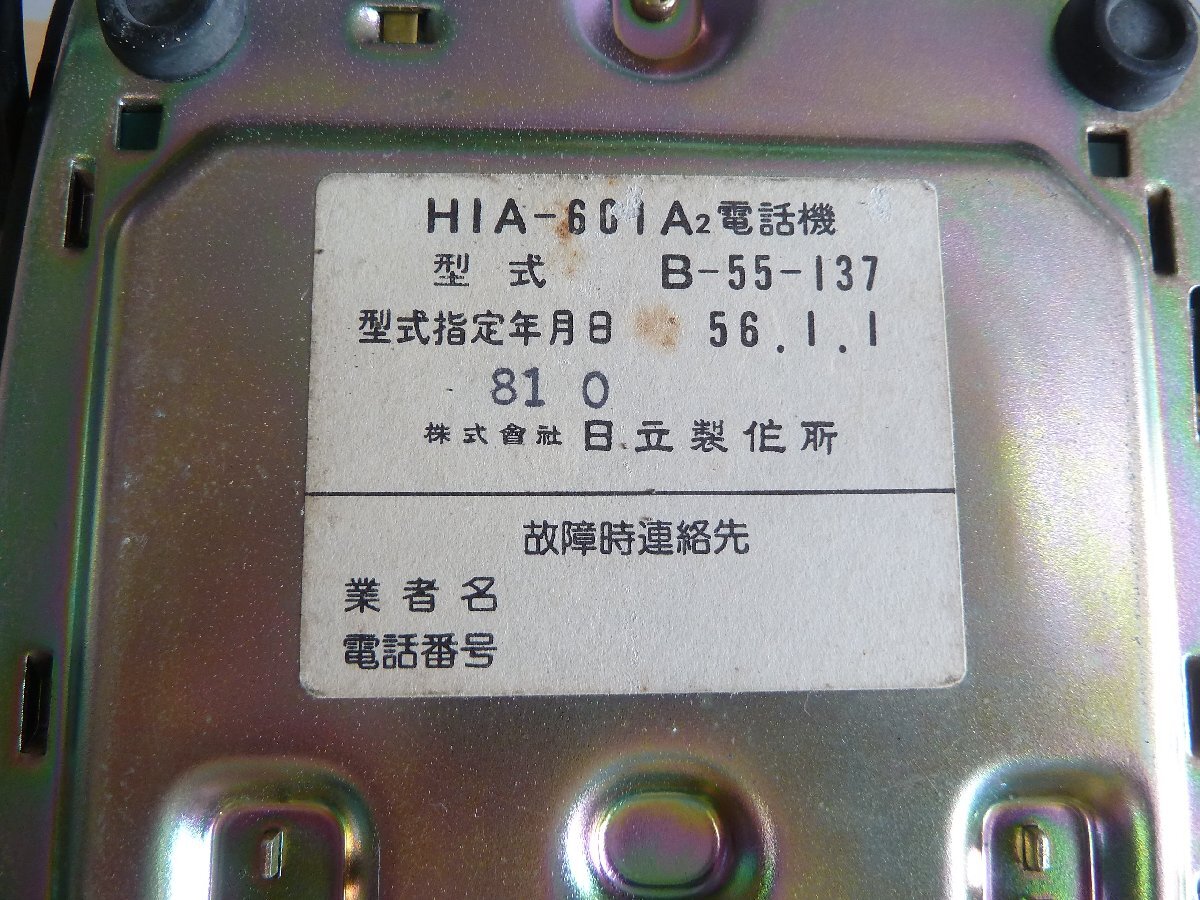 HIA-601A2電話機
型式 B-55-137
型式指定年月日 56.1.1
81 0
株式會社 日立製作所
故障時連絡先
業者名
電話番号